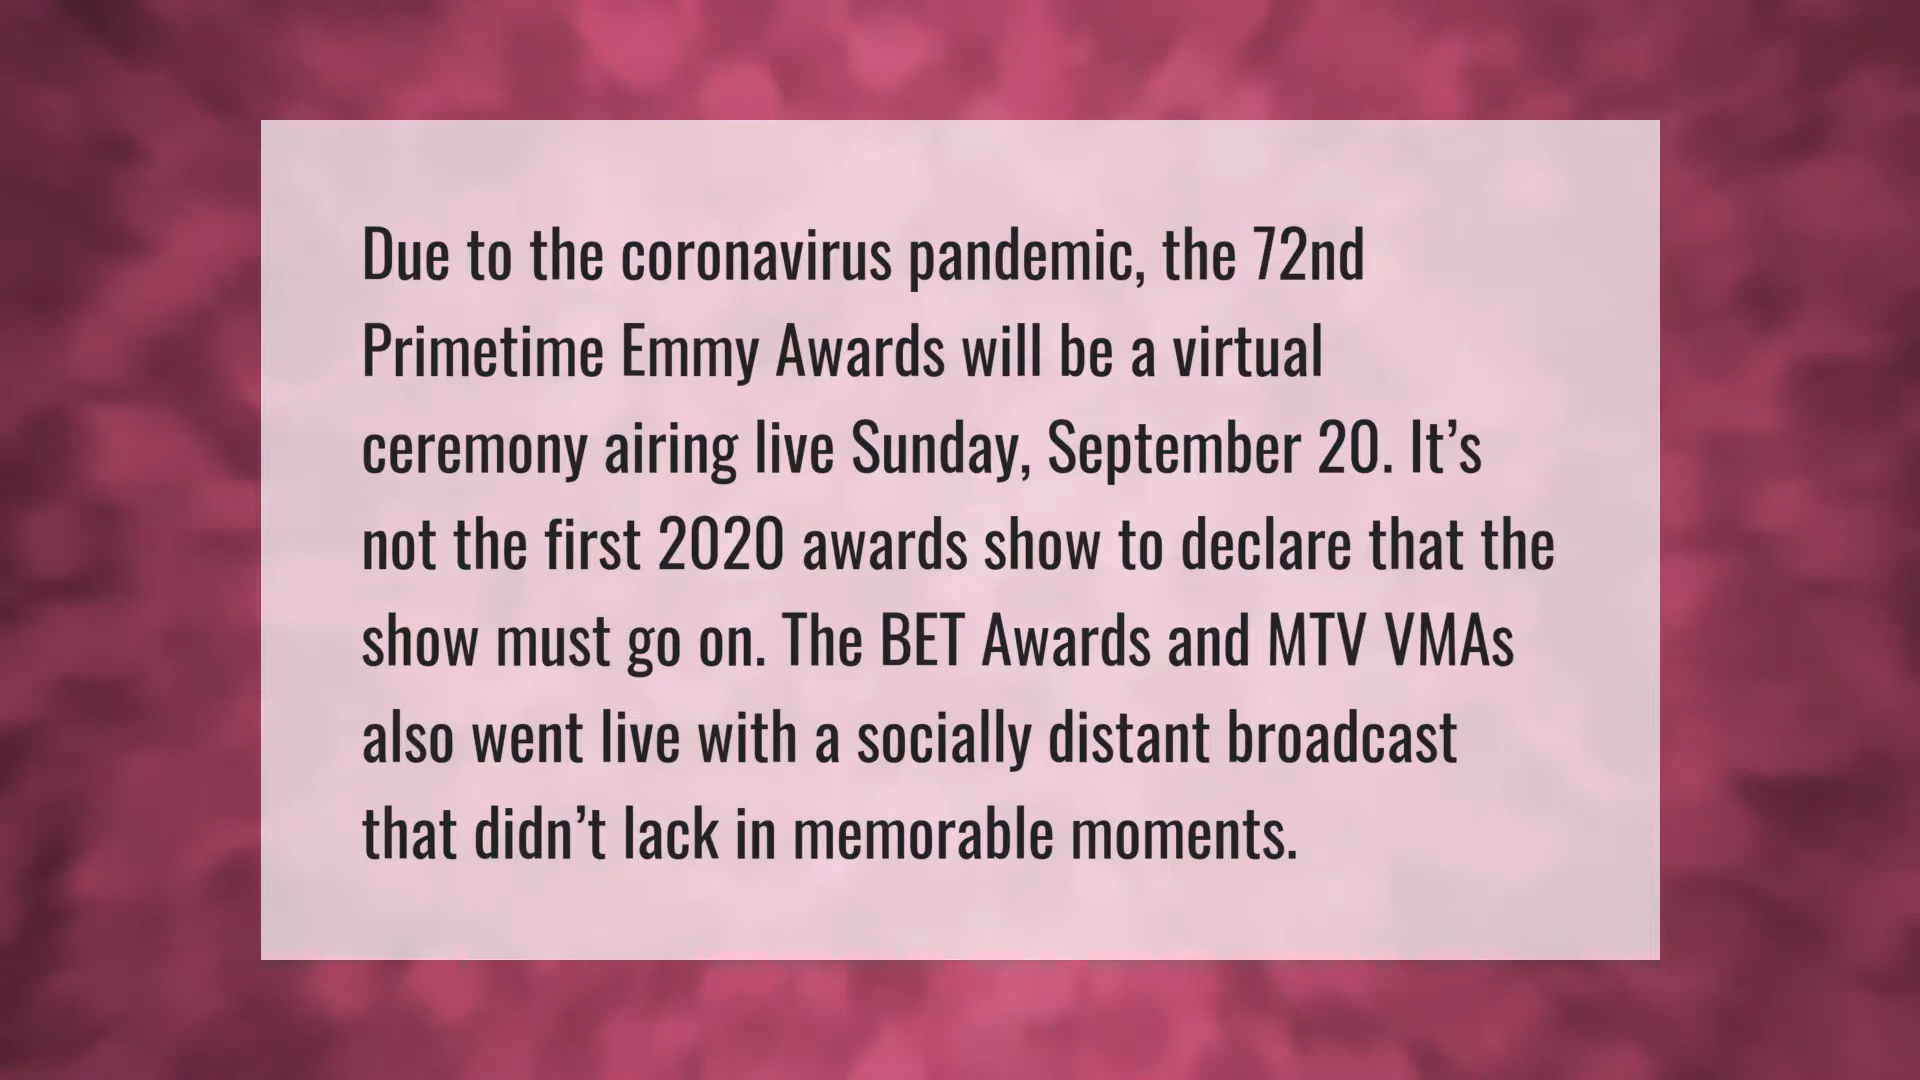 Due to the coronavirus pandemic, the 72nd
Primetime Emmy Awards will be a virtual
ceremony airing live Sunday, September 20. It’s
not the first 2020 awards show to declare that the
show must go on. The BET Awards and MTV VMAs
also went live with a socially distant broadcast
that didn’t lack in memorable moments.